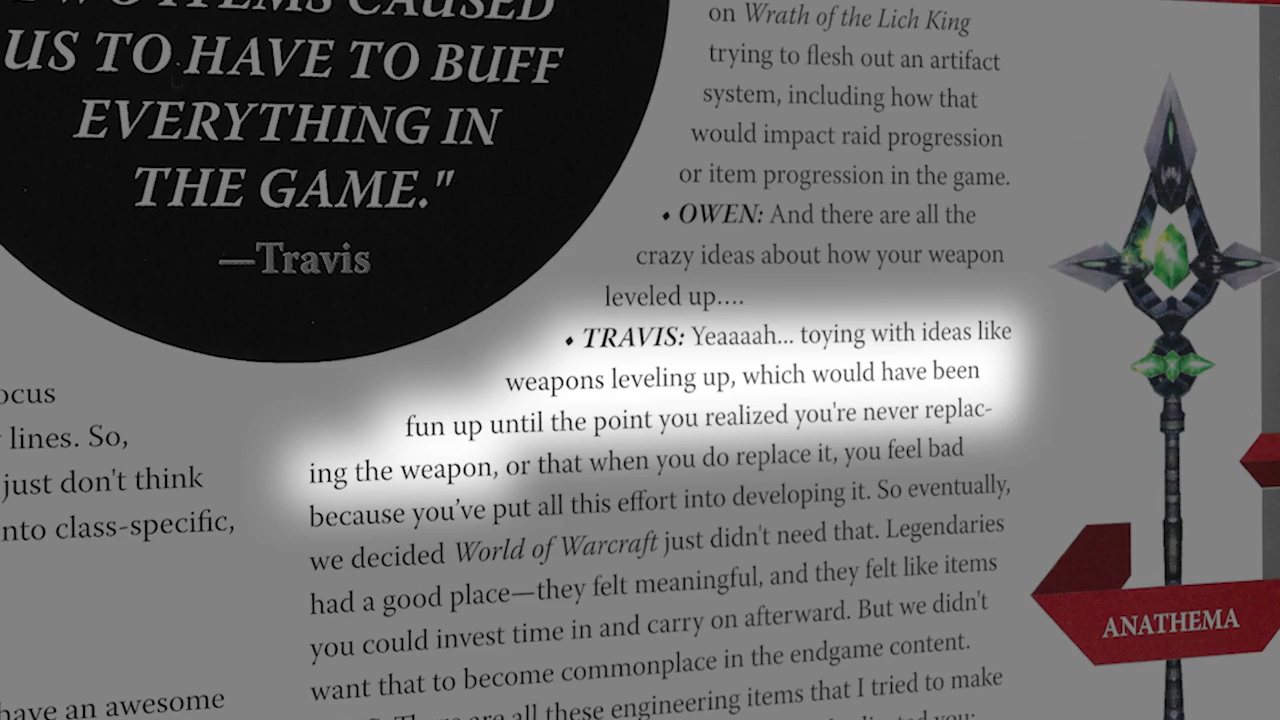 TWO ITEMS CAUSED
US TO HAVE TO BUFF
EVERYTHING IN
THE GAME."
—Travis
ocus
lines. So,
just don't think
nto class-specific,
have an awesome
on Wrath of the Lich King
trying to flesh out an artifact
system, including how that
would impact raid progression
or item progression in the game.
• OWEN: And there are all the
crazy ideas about how your weapon
leveled up....
• TRAVIS: Yeaaaah... toying with ideas like
weapons leveling up, which would have been
fun up until the point you realized you're never replac-
ing the weapon, or that when you do replace it, you feel bad
because you've put all this effort into developing it. So eventually,
we decided World of Warcraft just didn't need that. Legendaries
had a good place—they felt meaningful, and they felt like items
you could invest time in and carry on afterward. But we didn't
want that to become commonplace in the endgame content.
There are all these engineering items that I tried to make
you:
ANATHEMA